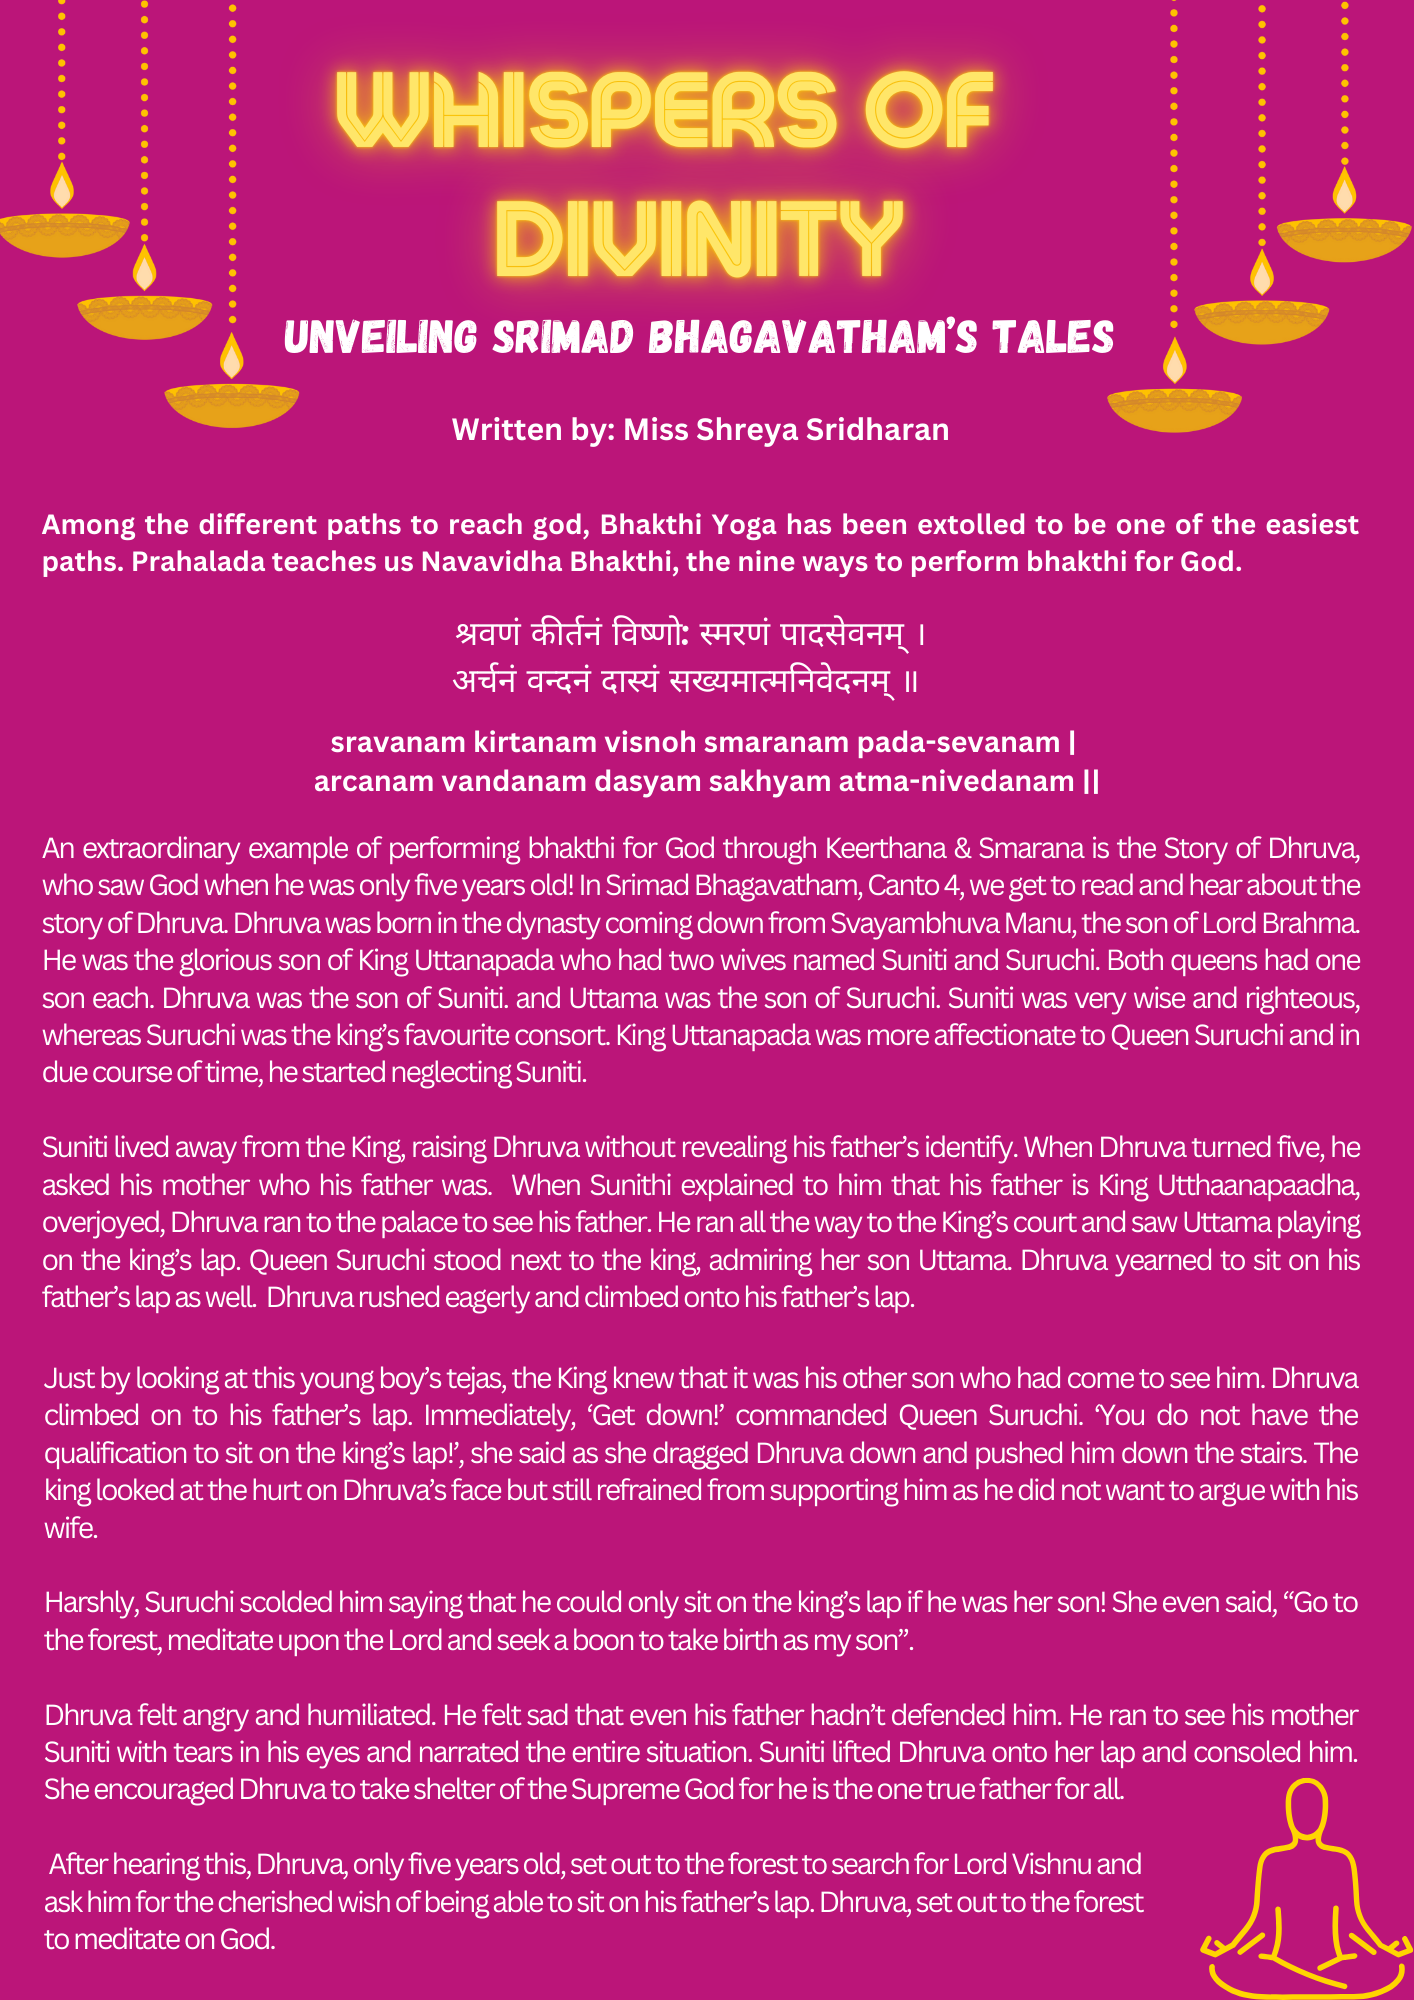 WHISPERS OF
DIVINITY
UNVEILING SRIMAD BHAGAVATHAM'S TALES
Written by: Miss Shreya Sridharan
Among the different paths to reach god, Bhakthi Yoga has been extolled to be one of the easiest
paths. Prahalada teaches us Navavidha Bhakthi, the nine ways to perform bhakthi for God.
श्रवणं कीर्तनं विष्णो: स्मरणं पादसेवनम् ।
अर्चनं वन्दनं दास्यं सख्यमात्मनिवेदनम् ॥
sravanam kirtanam visnoh smaranam pada-sevanam |
arcanam vandanam dasyam sakhyam atma-nivedanam ||
An extraordinary example of performing bhakthi for God through Keerthana & Smarana is the Story of Dhruva,
who saw God when he was only five years old! In Srimad Bhagavatham, Canto 4, we get to read and hear about the
story of Dhruva. Dhruva was born in the dynasty coming down from Svayambhuva Manu, the son of Lord Brahma.
He was the glorious son of King Uttanapada who had two wives named Suniti and Suruchi. Both queens had one
son each. Dhruva was the son of Suniti. and Uttama was the son of Suruchi. Suniti was very wise and righteous,
whereas Suruchi was the king's favourite consort. King Uttanapada was more affectionate to Queen Suruchi and in
due course of time, he started neglecting Suniti.
Suniti lived away from the King, raising Dhruva without revealing his father's identify. When Dhruva turned five, he
asked his mother who his father was. When Sunithi explained to him that his father is King Utthaanapaadha,
overjoyed, Dhruva ran to the palace to see his father. He ran all the way to the King's court and saw Uttama playing
on the king's lap. Queen Suruchi stood next to the king, admiring her son Uttama. Dhruva yearned to sit on his
father's lap as well. Dhruva rushed eagerly and climbed onto his father's lap.
Just by looking at this young boy's tejas, the King knew that it was his other son who had come to see him. Dhruva
climbed on to his father's lap. Immediately, 'Get down!' commanded Queen Suruchi. 'You do not have the
qualification to sit on the king's lap!', she said as she dragged Dhruva down and pushed him down the stairs. The
king looked at the hurt on Dhruva's face but still refrained from supporting him as he did not want to argue with his
wife.
Harshly, Suruchi scolded him saying that he could only sit on the king's lap if he was her son! She even said, "Go to
the forest, meditate upon the Lord and seek a boon to take birth as my son".
Dhruva felt angry and humiliated. He felt sad that even his father hadn't defended him. He ran to see his mother
Suniti with tears in his eyes and narrated the entire situation. Suniti lifted Dhruva onto her lap and consoled him.
She encouraged Dhruva to take shelter of the Supreme God for he is the one true father for all.
After hearing this, Dhruva, only five years old, set out to the forest to search for Lord Vishnu and
ask him for the cherished wish of being able to sit on his father's lap. Dhruva, set out to the forest
to meditate on God.